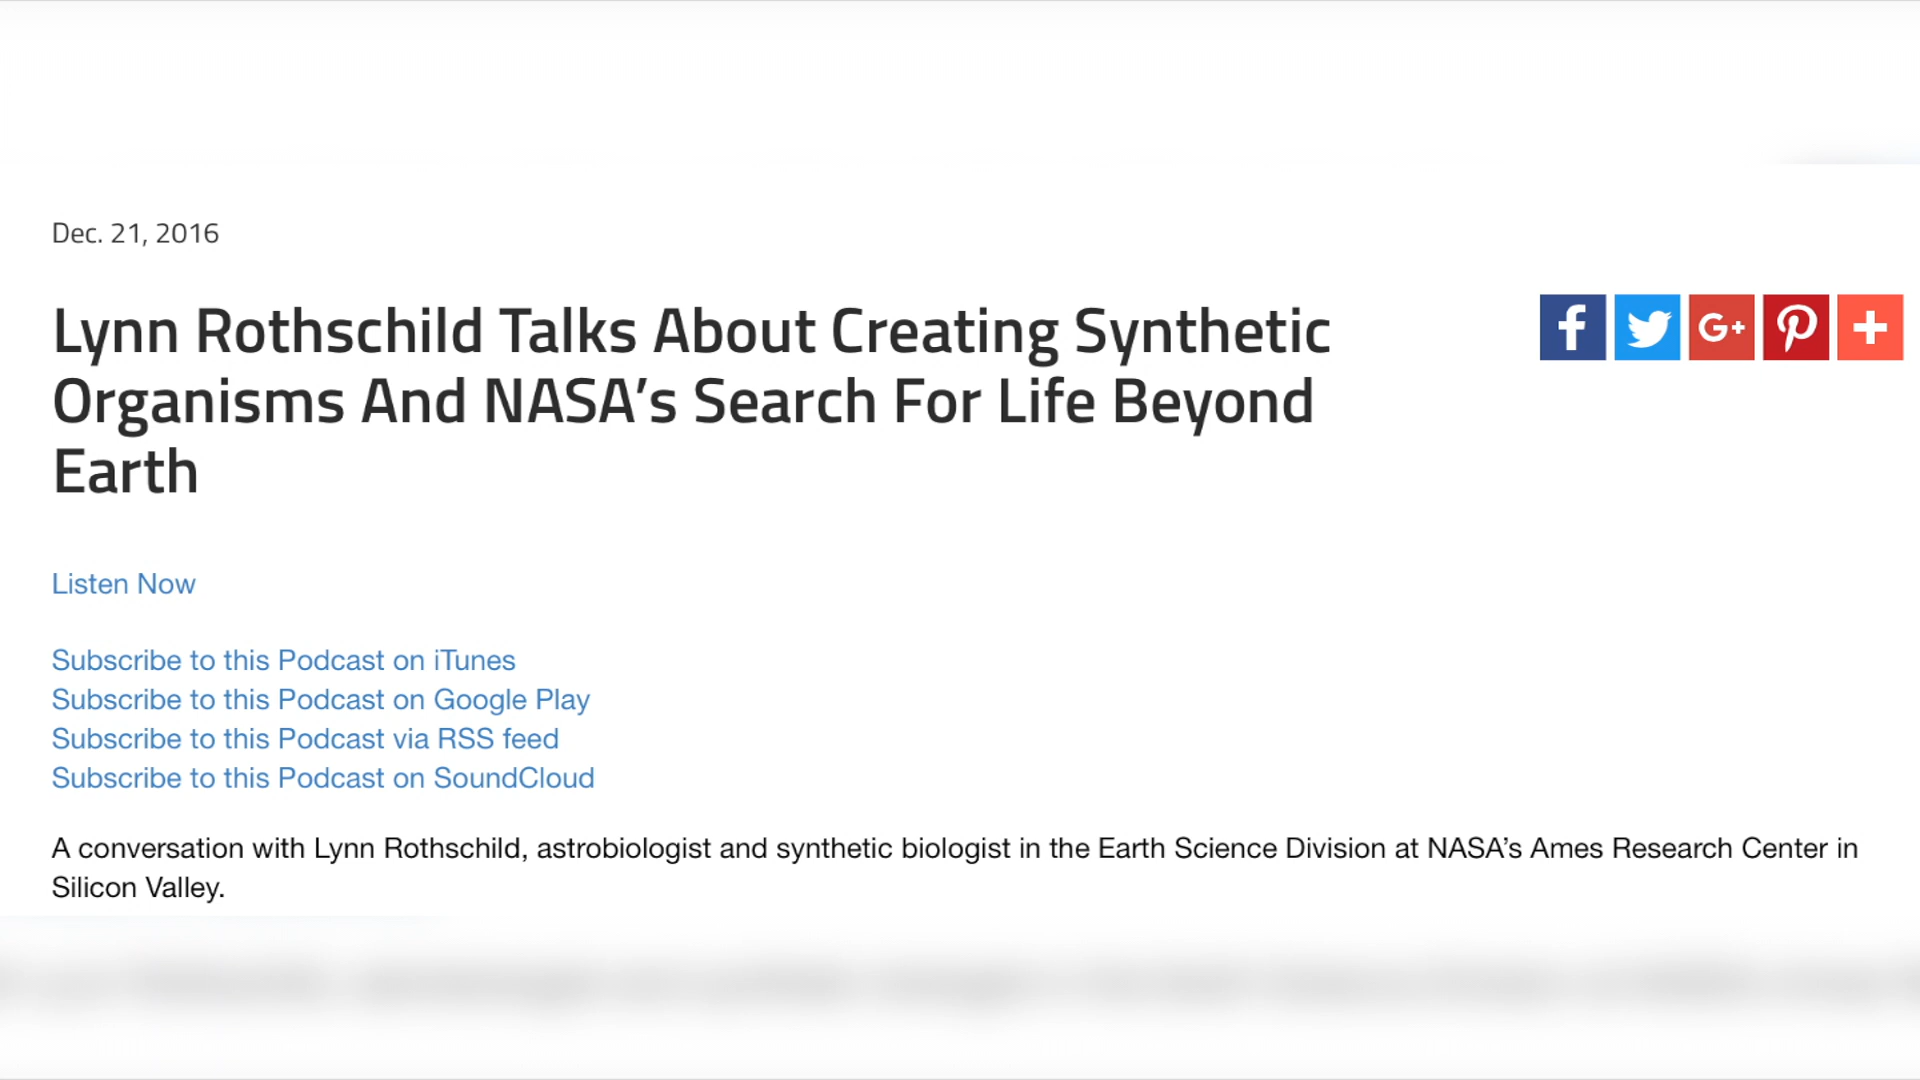 Dec. 21, 2016
Lynn Rothschild Talks About Creating Synthetic
Organisms And NASA’s Search For Life Beyond
Earth
f G+ +
Listen Now
Subscribe to this Podcast on iTunes
Subscribe to this Podcast on Google Play
Subscribe to this Podcast via RSS feed
Subscribe to this Podcast on SoundCloud
A conversation with Lynn Rothschild, astrobiologist and synthetic biologist in the Earth Science Division at NASA’s Ames Research Center in
Silicon Valley.